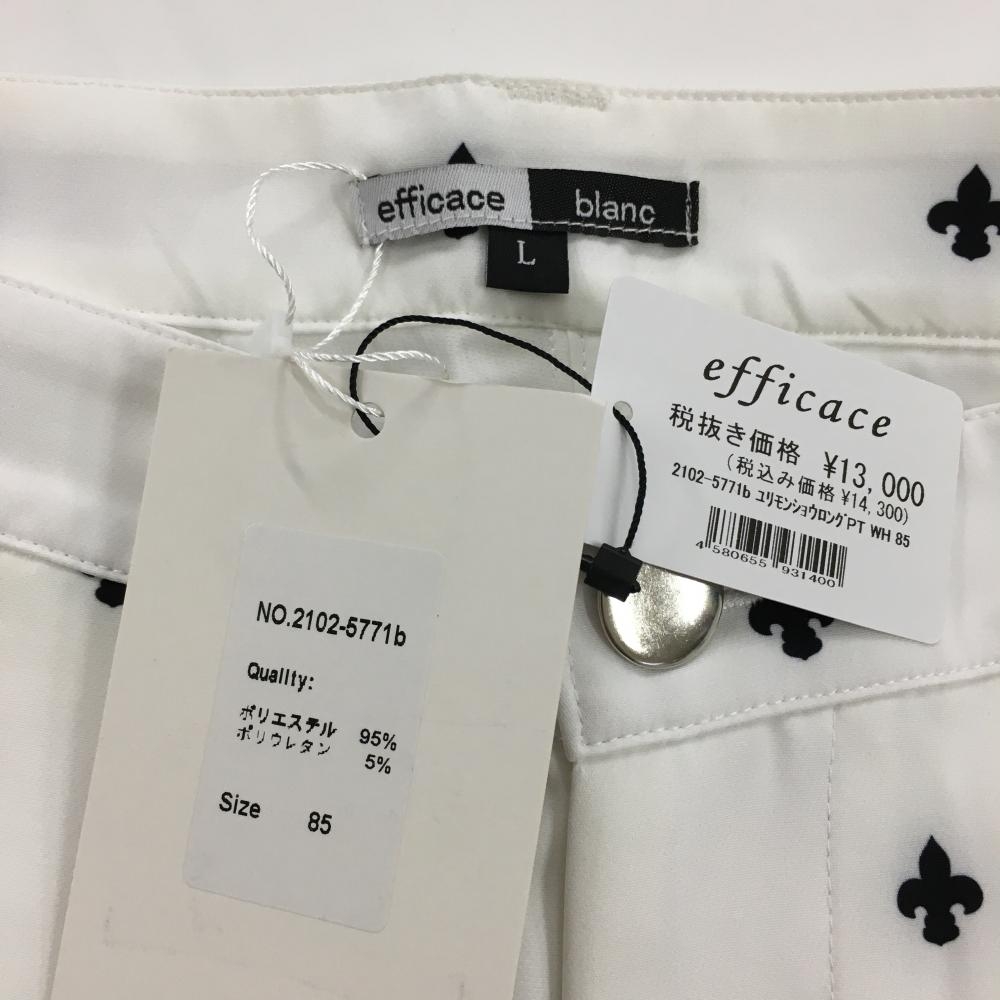 efficace blanc
L
efficace
税抜き価格 ¥13,000
(税込み価格¥14,300)
2102-5771b ユリモンショウロングPT WH 85
4 580655 931400
NO.2102-5771b
Quality:
ポリエステル 95%
ポリウレタン 5%
Size 85